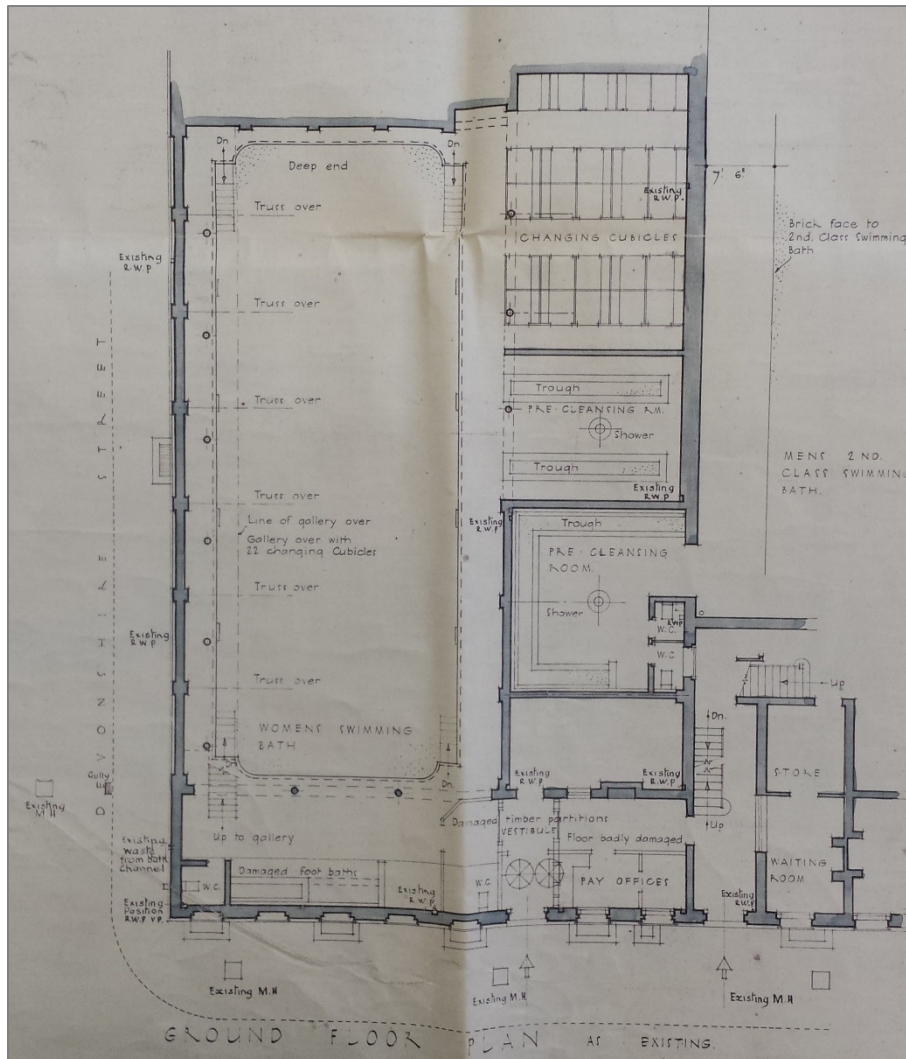 Dn
Deep end
Dn.
Truss over
Existing
R.W.P.
7' 6"
CHANGING CUBICLES
Brick face to
2nd. Class Swimming
Bath
Existing
R.W.P
Truss over
DEVONSHIRE STREET
Truss over
Trough
PRE-CLEANSING RM.
Shower
Trough
MENS 2ND.
CLASS SWIMMING
BATH.
Existing
R.W.P
Truss over
Line of gallery over
Gallery over with
22 changing Cubicles
Existing
R.W.P
Trough
PRE-CLEANSING
ROOM.
Truss over
Shower
Existing
R.W.P
R.W.P
W.C.
W.C
Truss over
Up
WOMENS SWIMMING
BATH
Dn.
Dn
Dn.
Gully
Existing
M.H
Existing
R.W.P
Existing
R.W.P
STORE
Up to gallery
Damaged timber partitions
VESTIBULE
Floor badly damaged
Up
Existing
waste
from bath
Channel
W.C.
Damaged foot baths
Existing
R.W.P
W.C
PAY OFFICES
Existing
R.W.P
WAITING
ROOM
Existing
Position
R.W.P V.P.
Existing M.H
Existing M.H
Existing M.H
GROUND FLOOR PLAN AS EXISTING.